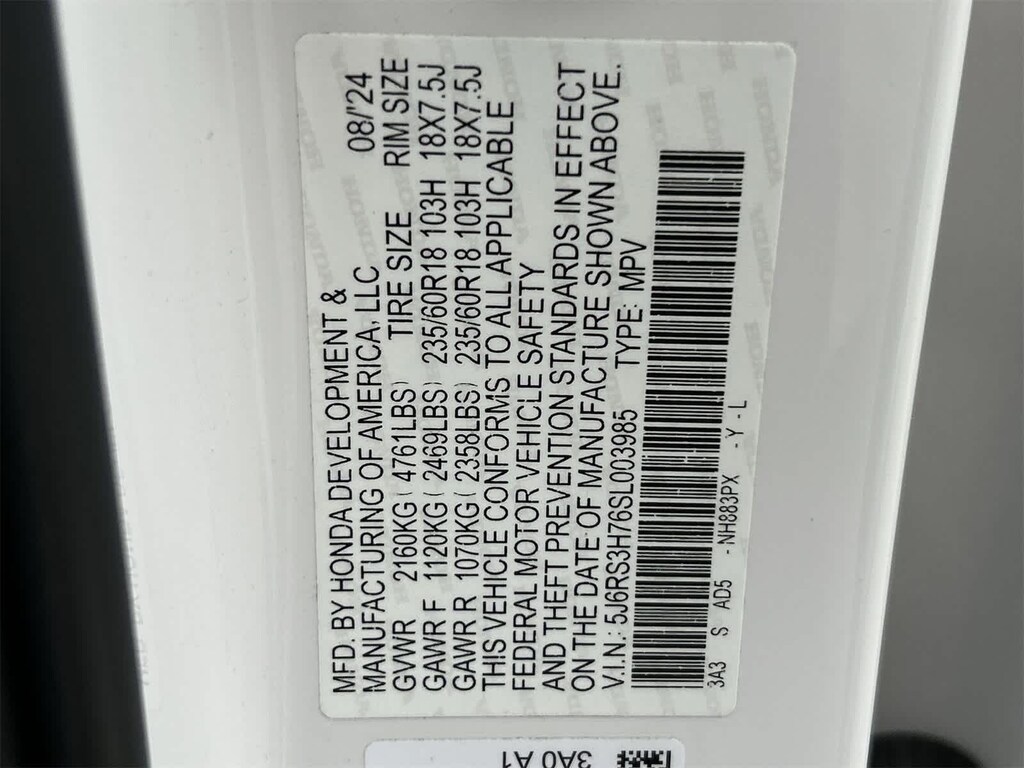 MFD. BY HONDA DEVELOPMENT &
MANUFACTURING OF AMERICA, LLC 08/'24
GVWR 2160KG ( 4761LBS) TIRE SIZE RIM SIZE
GAWR F 1120KG ( 2469LBS) 235/60R18 103H 18X7.5J
GAWR R 1070KG ( 2358LBS) 235/60R18 103H 18X7.5J
THIS VEHICLE CONFORMS TO ALL APPLICABLE
FEDERAL MOTOR VEHICLE SAFETY
AND THEFT PREVENTION STANDARDS IN EFFECT
ON THE DATE OF MANUFACTURE SHOWN ABOVE.
V.I.N.: 5J6RS3H76SL003985 TYPE: MPV
3A3 S AD5 -NH883PX -Y-L
3A0 A1